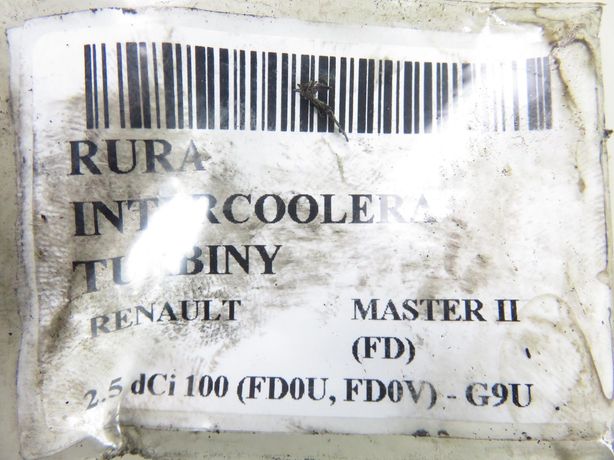 RURA
INTERCOOLERA
TURBINY
RENAULT MASTER II
(FD)
2.5 dCi 100 (FD0U, FD0V) - G9U